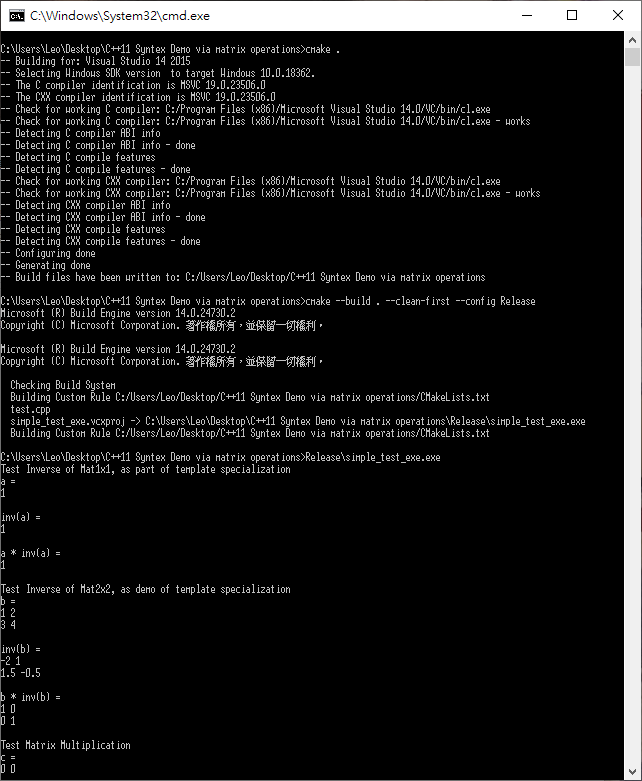 C:\Windows\System32\cmd.exe
C:\Users\Leo\Desktop\C++11 Syntex Demo via matrix operations>cmake .
-- Building for: Visual Studio 14 2015
-- Selecting Windows SDK version  to target Windows 10.0.18362.
-- The C compiler identification is MSVC 19.0.23506.0
-- The CXX compiler identification is MSVC 19.0.23506.0
-- Check for working C compiler: C:/Program Files (x86)/Microsoft Visual Studio 14.0/VC/bin/cl.exe
-- Check for working C compiler: C:/Program Files (x86)/Microsoft Visual Studio 14.0/VC/bin/cl.exe - works
-- Detecting C compiler ABI info
-- Detecting C compiler ABI info - done
-- Detecting C compile features
-- Detecting C compile features - done
-- Check for working CXX compiler: C:/Program Files (x86)/Microsoft Visual Studio 14.0/VC/bin/cl.exe
-- Check for working CXX compiler: C:/Program Files (x86)/Microsoft Visual Studio 14.0/VC/bin/cl.exe - works
-- Detecting CXX compiler ABI info
-- Detecting CXX compiler ABI info - done
-- Detecting CXX compile features
-- Detecting CXX compile features - done
-- Configuring done
-- Generating done
-- Build files have been written to: C:/Users/Leo/Desktop/C++11 Syntex Demo via matrix operations
C:\Users\Leo\Desktop\C++11 Syntex Demo via matrix operations>cmake --build . --clean-first --config Release
Microsoft (R) Build Engine version 14.0.24730.2
Copyright (C) Microsoft Corporation. 著作權所有，並保留一切權利。
Microsoft (R) Build Engine version 14.0.24730.2
Copyright (C) Microsoft Corporation. 著作權所有，並保留一切權利。
Checking Build System
Building Custom Rule C:/Users/Leo/Desktop/C++11 Syntex Demo via matrix operations/CMakeLists.txt
test.cpp
simple_test_exe.vcxproj -> C:\Users\Leo\Desktop\C++11 Syntex Demo via matrix operations\Release\simple_test_exe.exe
Building Custom Rule C:/Users/Leo/Desktop/C++11 Syntex Demo via matrix operations/CMakeLists.txt
C:\Users\Leo\Desktop\C++11 Syntex Demo via matrix operations>Release\simple_test_exe.exe
Test Inverse of Mat1x1, as part of template specialization
a =
1
inv(a) =
1
a * inv(a) =
1
Test Inverse of Mat2x2, as demo of template specialization
b =
1 2
3 4
inv(b) =
-2 1
1.5 -0.5
b * inv(b) =
1 0
0 1
Test Matrix Multiplication
c =
0 0